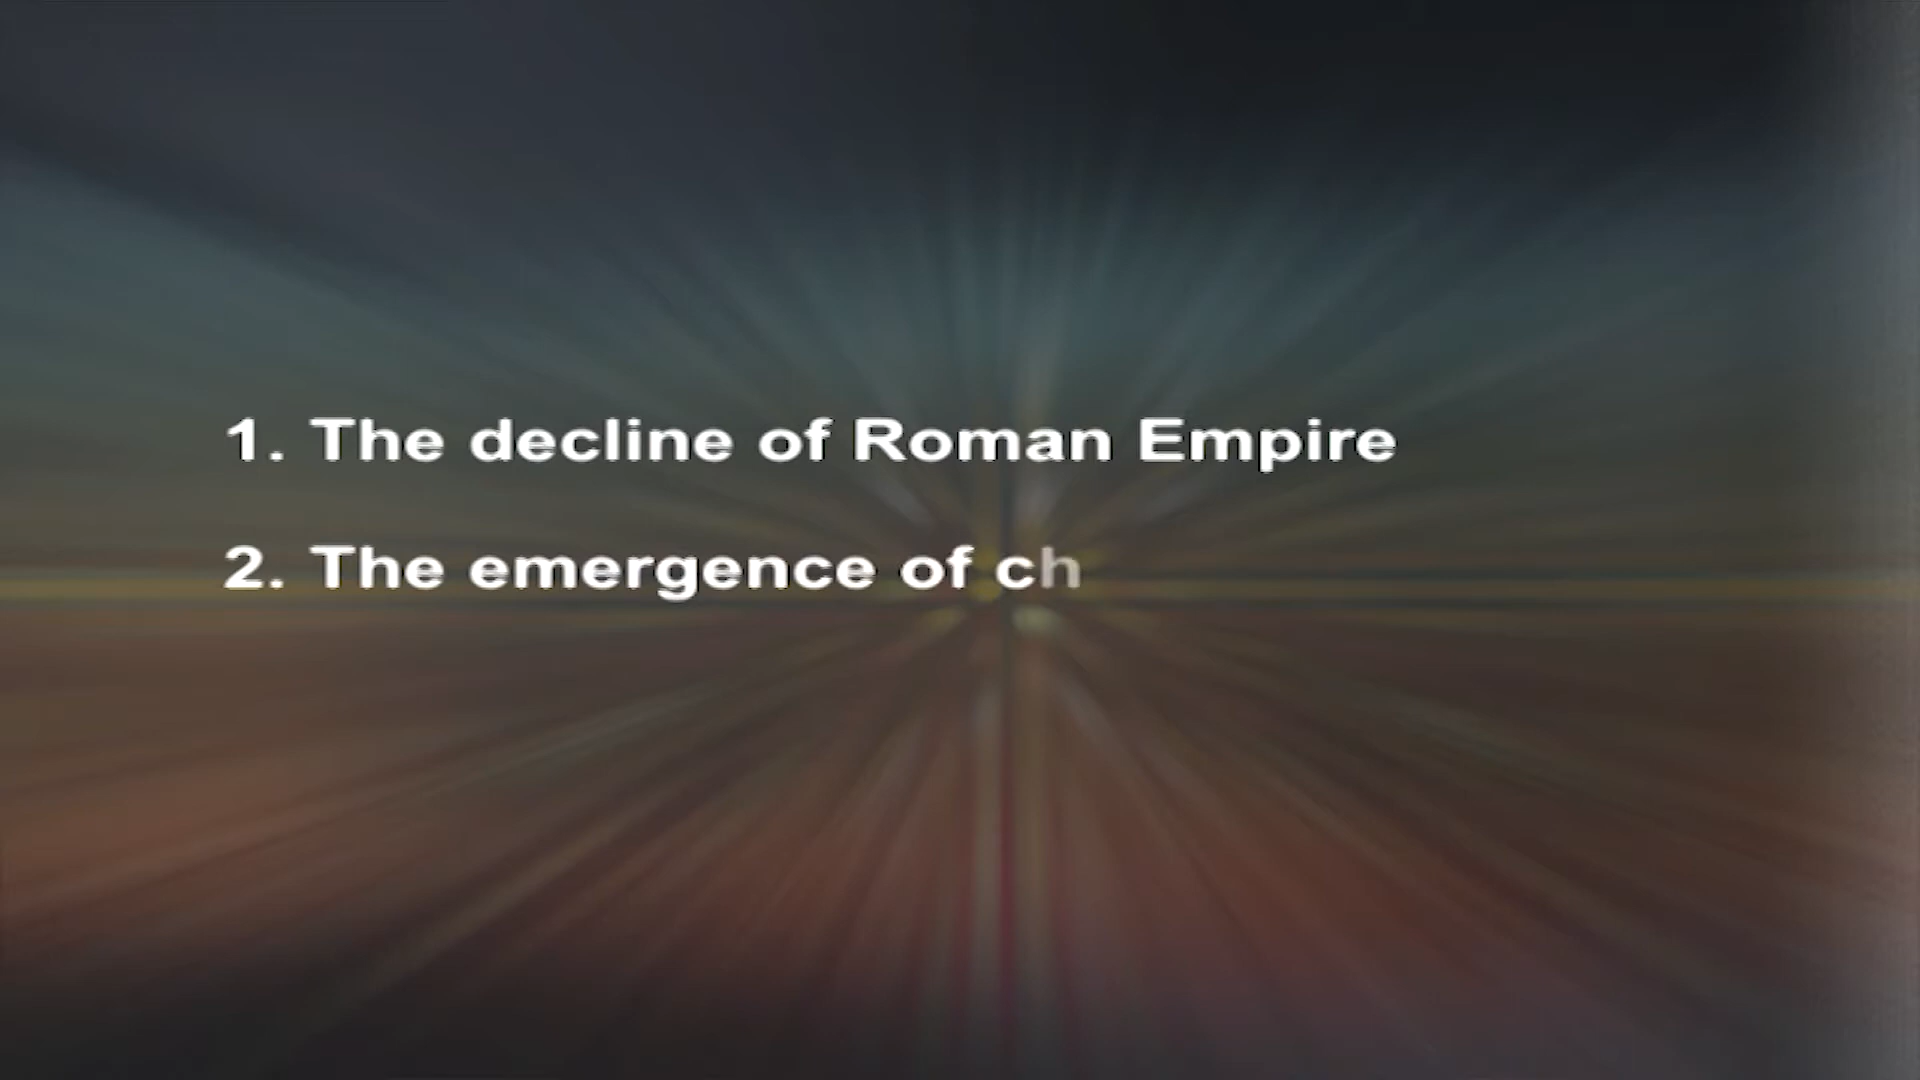 1. The decline of Roman Empire
2. The emergence of ch